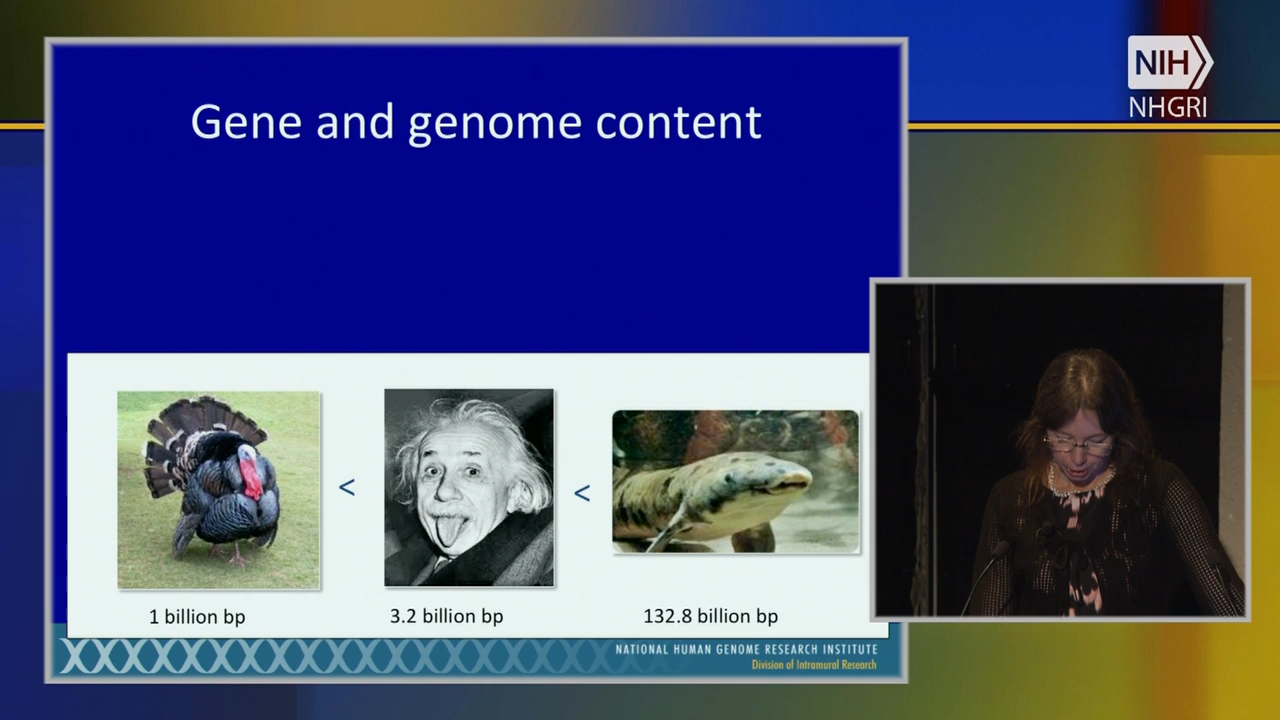 Gene and genome content
NIH
NHGRI
<
<
1 billion bp
3.2 billion bp
132.8 billion bp
NATIONAL HUMAN GENOME RESEARCH INSTITUTE
Division of Intramural Research